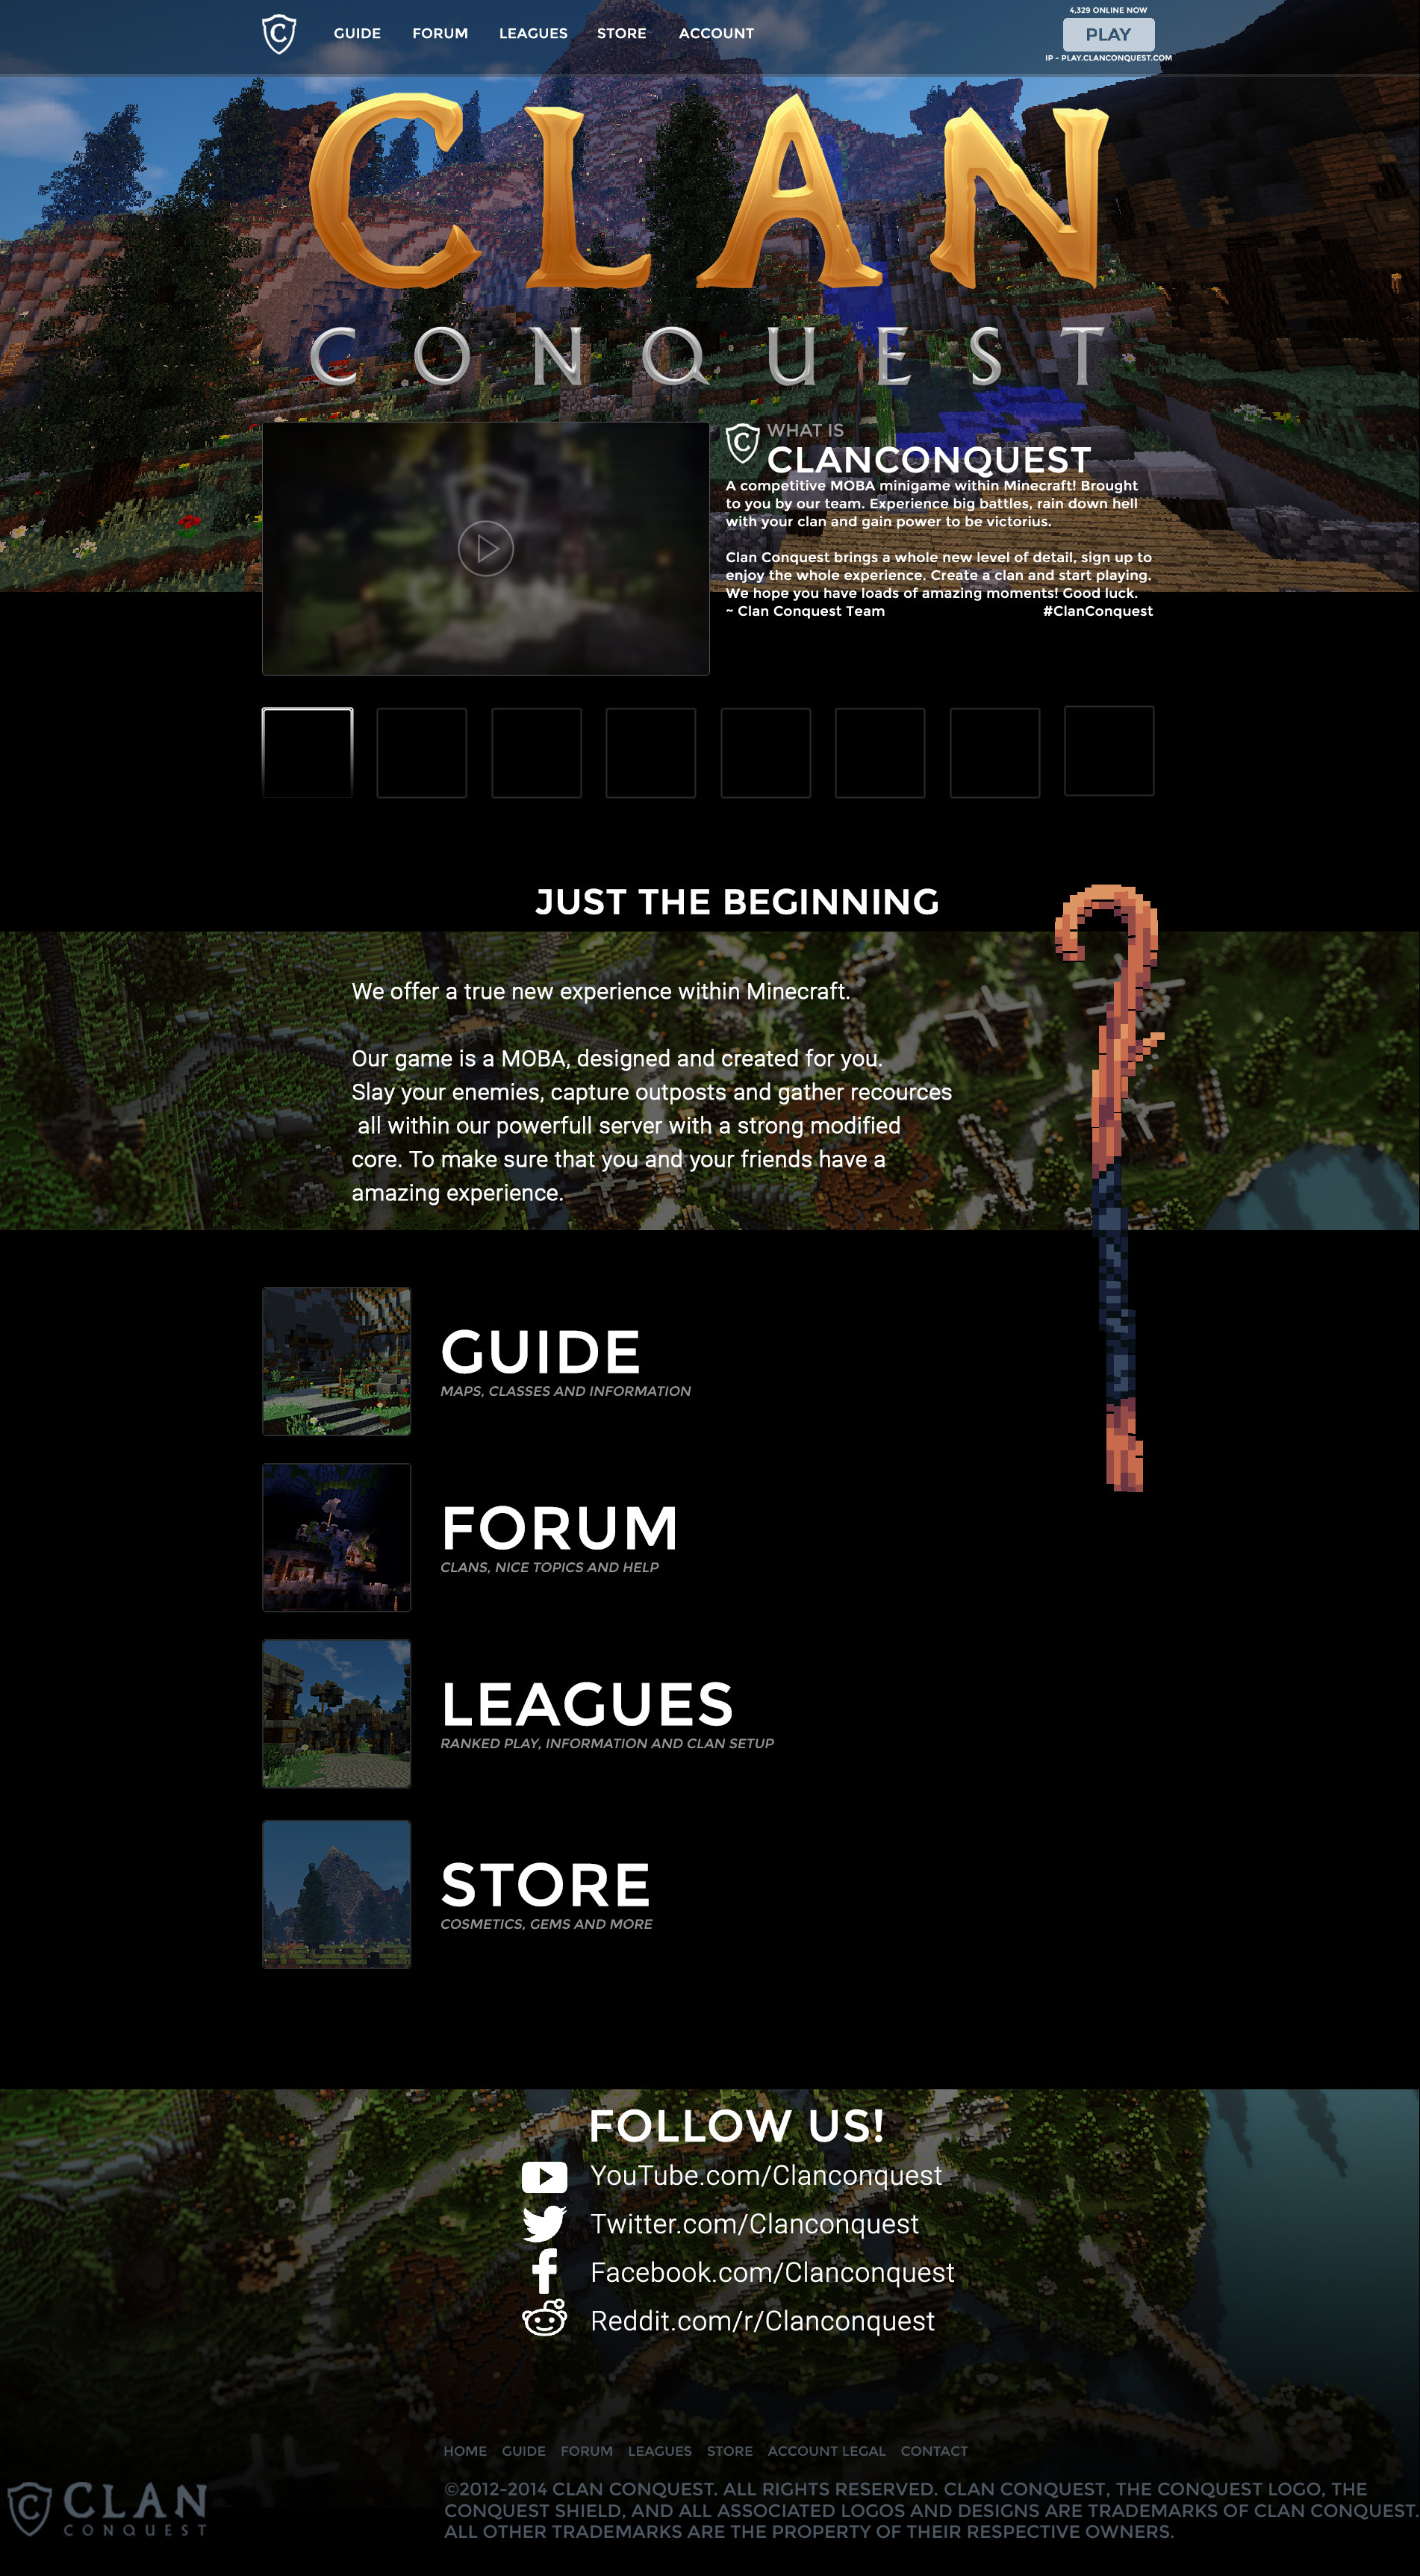 GUIDE FORUM LEAGUES STORE ACCOUNT
4,329 ONLINE NOW
PLAY
IP - PLAY.CLANCONQUEST.COM
CLAN
CONQUEST
WHAT IS
CLANCONQUEST
A competitive MOBA minigame within Minecraft! Brought
to you by our team. Experience big battles, rain down hell
with your clan and gain power to be victorius.
Clan Conquest brings a whole new level of detail, sign up to
enjoy the whole experience. Create a clan and start playing.
We hope you have loads of amazing moments! Good luck.
~ Clan Conquest Team #ClanConquest
JUST THE BEGINNING
We offer a true new experience within Minecraft.
Our game is a MOBA, designed and created for you.
Slay your enemies, capture outposts and gather recources
all within our powerfull server with a strong modified
core. To make sure that you and your friends have a
amazing experience.
GUIDE
MAPS, CLASSES AND INFORMATION
FORUM
CLANS, NICE TOPICS AND HELP
LEAGUES
RANKED PLAY, INFORMATION AND CLAN SETUP
STORE
COSMETICS, GEMS AND MORE
FOLLOW US!
YouTube.com/Clanconquest
Twitter.com/Clanconquest
Facebook.com/Clanconquest
Reddit.com/r/Clanconquest
HOME GUIDE FORUM LEAGUES STORE ACCOUNT LEGAL CONTACT
CLAN
CONQUEST
©2012-2014 CLAN CONQUEST. ALL RIGHTS RESERVED. CLAN CONQUEST, THE CONQUEST LOGO, THE
CONQUEST SHIELD, AND ALL ASSOCIATED LOGOS AND DESIGNS ARE TRADEMARKS OF CLAN CONQUEST.
ALL OTHER TRADEMARKS ARE THE PROPERTY OF THEIR RESPECTIVE OWNERS.